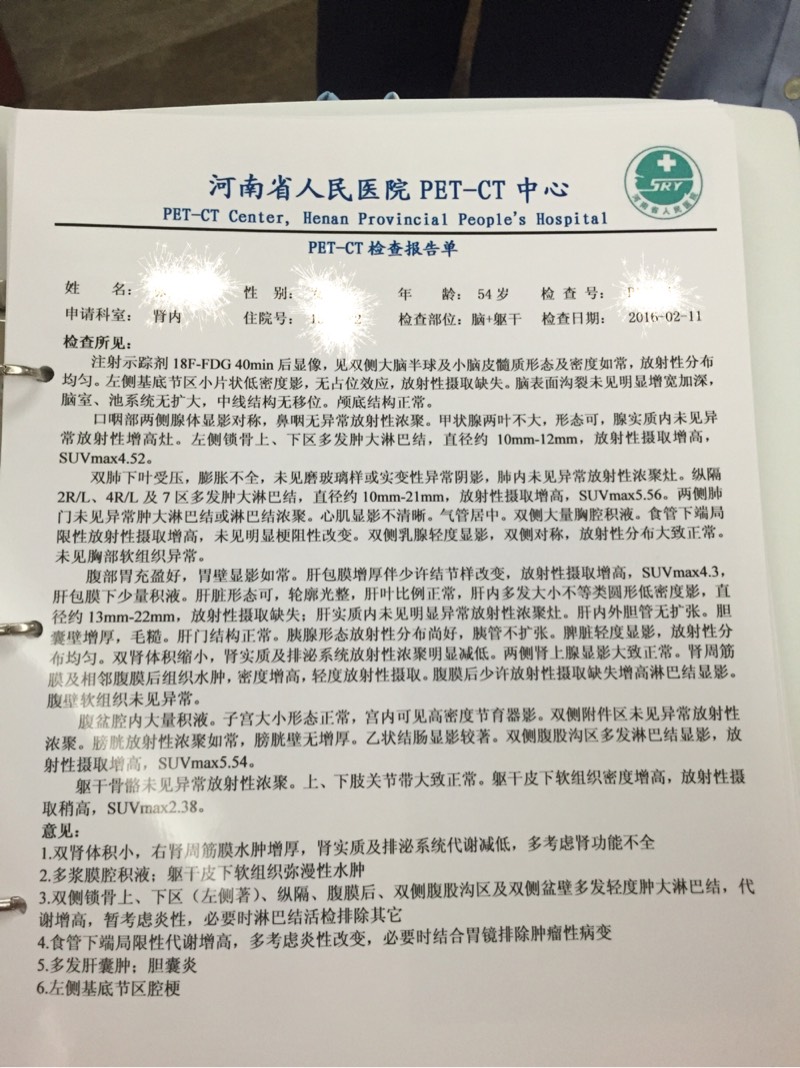 河南省人民医院 PET-CT 中心
PET-CT Center, Henan Provincial People's Hospital
SRY
河南省人民医院
PET-CT 检查报告单
姓 名： 性 别： 年 龄： 54 岁 检 查 号：
申请科室： 肾内 住院号： 2 检查部位：脑+躯干 检查日期： 2016-02-11
检查所见：
注射示踪剂 18F-FDG 40min 后显像，见双侧大脑半球及小脑皮髓质形态及密度如常，放射性分布
均匀。左侧基底节区小片状低密度影，无占位效应，放射性摄取缺失。脑表面沟裂未见明显增宽加深，
脑室、池系统无扩大，中线结构无移位。颅底结构正常。
口咽部两侧腺体显影对称，鼻咽无异常放射性浓聚。甲状腺两叶不大，形态可，腺实质内未见异
常放射性增高灶。左侧锁骨上、下区多发肿大淋巴结，直径约 10mm-12mm，放射性摄取增高，
SUVmax4.52。
双肺下叶受压，膨胀不全，未见磨玻璃样或实变性异常阴影，肺内未见异常放射性浓聚灶。纵隔
2R/L、4R/L 及 7 区多发肿大淋巴结，直径约 10mm-21mm，放射性摄取增高，SUVmax5.56。两侧肺
门未见异常肿大淋巴结或淋巴结浓聚。心肌显影不清晰。气管居中。双侧大量胸腔积液。食管下端局
限性放射性摄取增高，未见明显梗阻性改变。双侧乳腺轻度显影，双侧对称，放射性分布大致正常。
未见胸部软组织异常。
腹部胃充盈好，胃壁显影如常。肝包膜增厚伴少许结节样改变，放射性摄取增高，SUVmax4.3，
肝包膜下少量积液。肝脏形态可，轮廓光整，肝叶比例正常，肝内多发大小不等类圆形低密度影，直
径约 13mm-22mm，放射性摄取缺失；肝实质内未见明显异常放射性浓聚灶。肝内外胆管无扩张。胆
囊壁增厚，毛糙。肝门结构正常。胰腺形态放射性分布尚好，胰管不扩张。脾脏轻度显影，放射性分
布均匀。双肾体积缩小，肾实质及排泌系统放射性浓聚明显减低。两侧肾上腺显影大致正常。肾周筋
膜及相邻腹膜后组织水肿，密度增高，轻度放射性摄取。腹膜后少许放射性摄取缺失增高淋巴结显影。
腹壁软组织未见异常。
腹盆腔内大量积液。子宫大小形态正常，宫内可见高密度节育器影。双侧附件区未见异常放射性
浓聚。膀胱放射性浓聚如常，膀胱壁无增厚。乙状结肠显影较著。双侧腹股沟区多发淋巴结显影，放
射性摄取增高，SUVmax5.54。
躯干骨骼未见异常放射性浓聚。上、下肢关节带大致正常。躯干皮下软组织密度增高，放射性摄
取稍高，SUVmax2.38。
意见：
1.双肾体积小，右肾周筋膜水肿增厚，肾实质及排泌系统代谢减低，多考虑肾功能不全
2.多浆膜腔积液；躯干皮下软组织弥漫性水肿
3.双侧锁骨上、下区（左侧著）、纵隔、腹膜后、双侧腹股沟区及双侧盆壁多发轻度肿大淋巴结，代
谢增高，暂考虑炎性，必要时淋巴结活检排除其它
4.食管下端局限性代谢增高，多考虑炎性改变，必要时结合胃镜排除肿瘤性病变
5.多发肝囊肿；胆囊炎
6.左侧基底节区腔梗